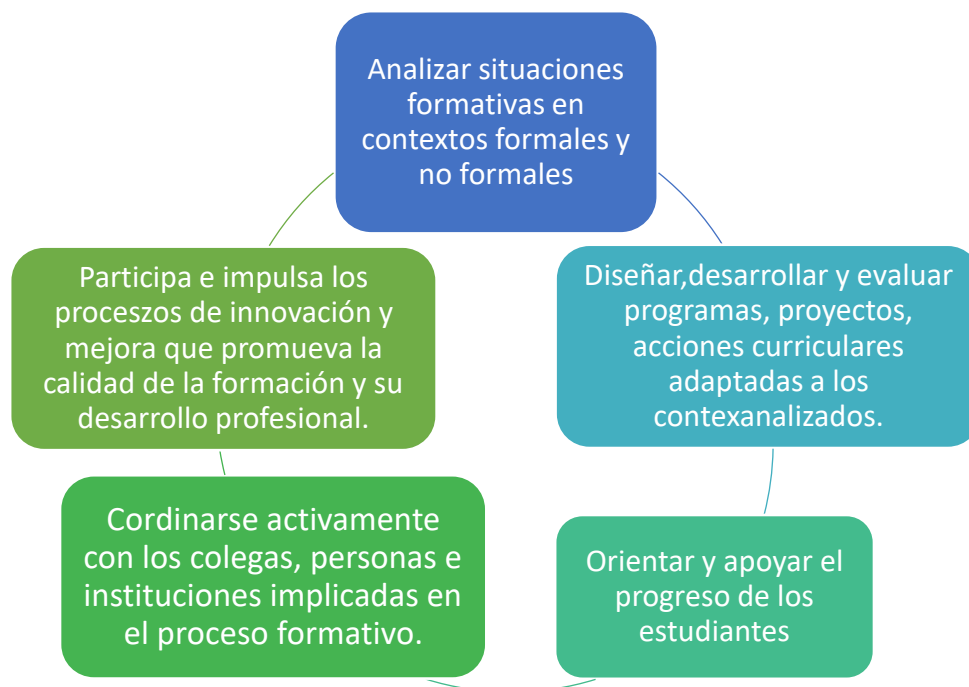 Analizar situaciones
formativas en
contextos formales y
no formales
Diseñar,desarrollar y evaluar
programas, proyectos,
acciones curriculares
adaptadas a los
contexanalizados.
Orientar y apoyar el
progreso de los
estudiantes
Cordinarse activamente
con los colegas, personas e
instituciones implicadas en
el proceso formativo.
Participa e impulsa los
proceszos de innovación y
mejora que promueva la
calidad de la formación y su
desarrollo profesional.